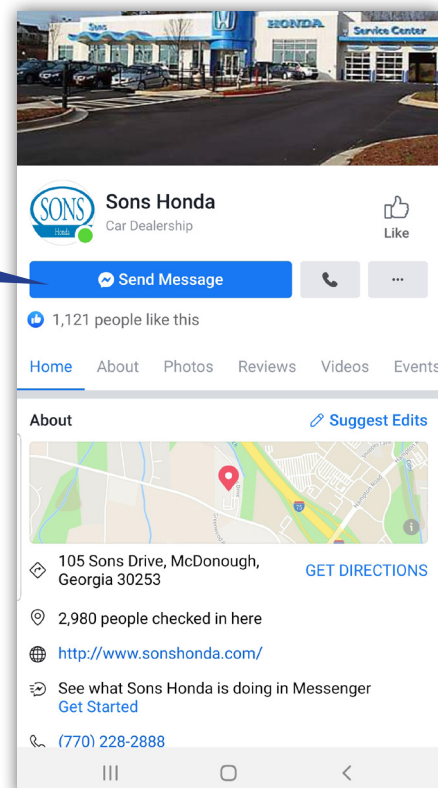 Sons
HONDA
Service Center
SONS
Honda
Sons Honda
Car Dealership
Like
Send Message
...
1,121 people like this
Home About Photos Reviews Videos Events
About
Suggest Edits
75
105 Sons Drive, McDonough,
Georgia 30253
GET DIRECTIONS
2,980 people checked in here
http://www.sonshonda.com/
See what Sons Honda is doing in Messenger
Get Started
(770) 228-2888